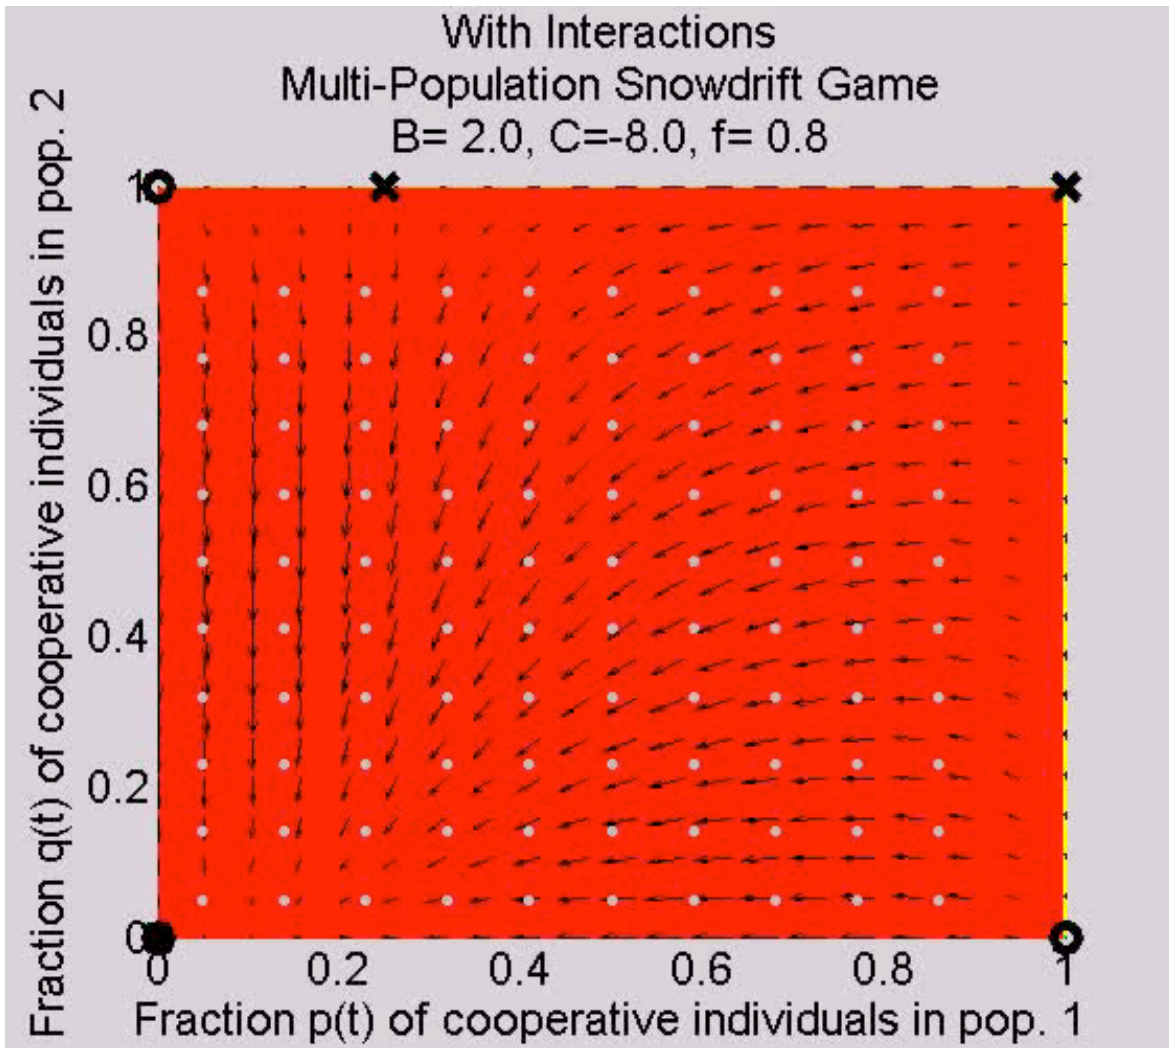 With Interactions
Multi-Population Snowdrift Game
B= 2.0, C=-8.0, f= 0.8
Fraction q(t) of cooperative individuals in pop. 2
1
0.8
0.6
0.4
0.2
0
0 0.2 0.4 0.6 0.8 1
Fraction p(t) of cooperative individuals in pop. 1